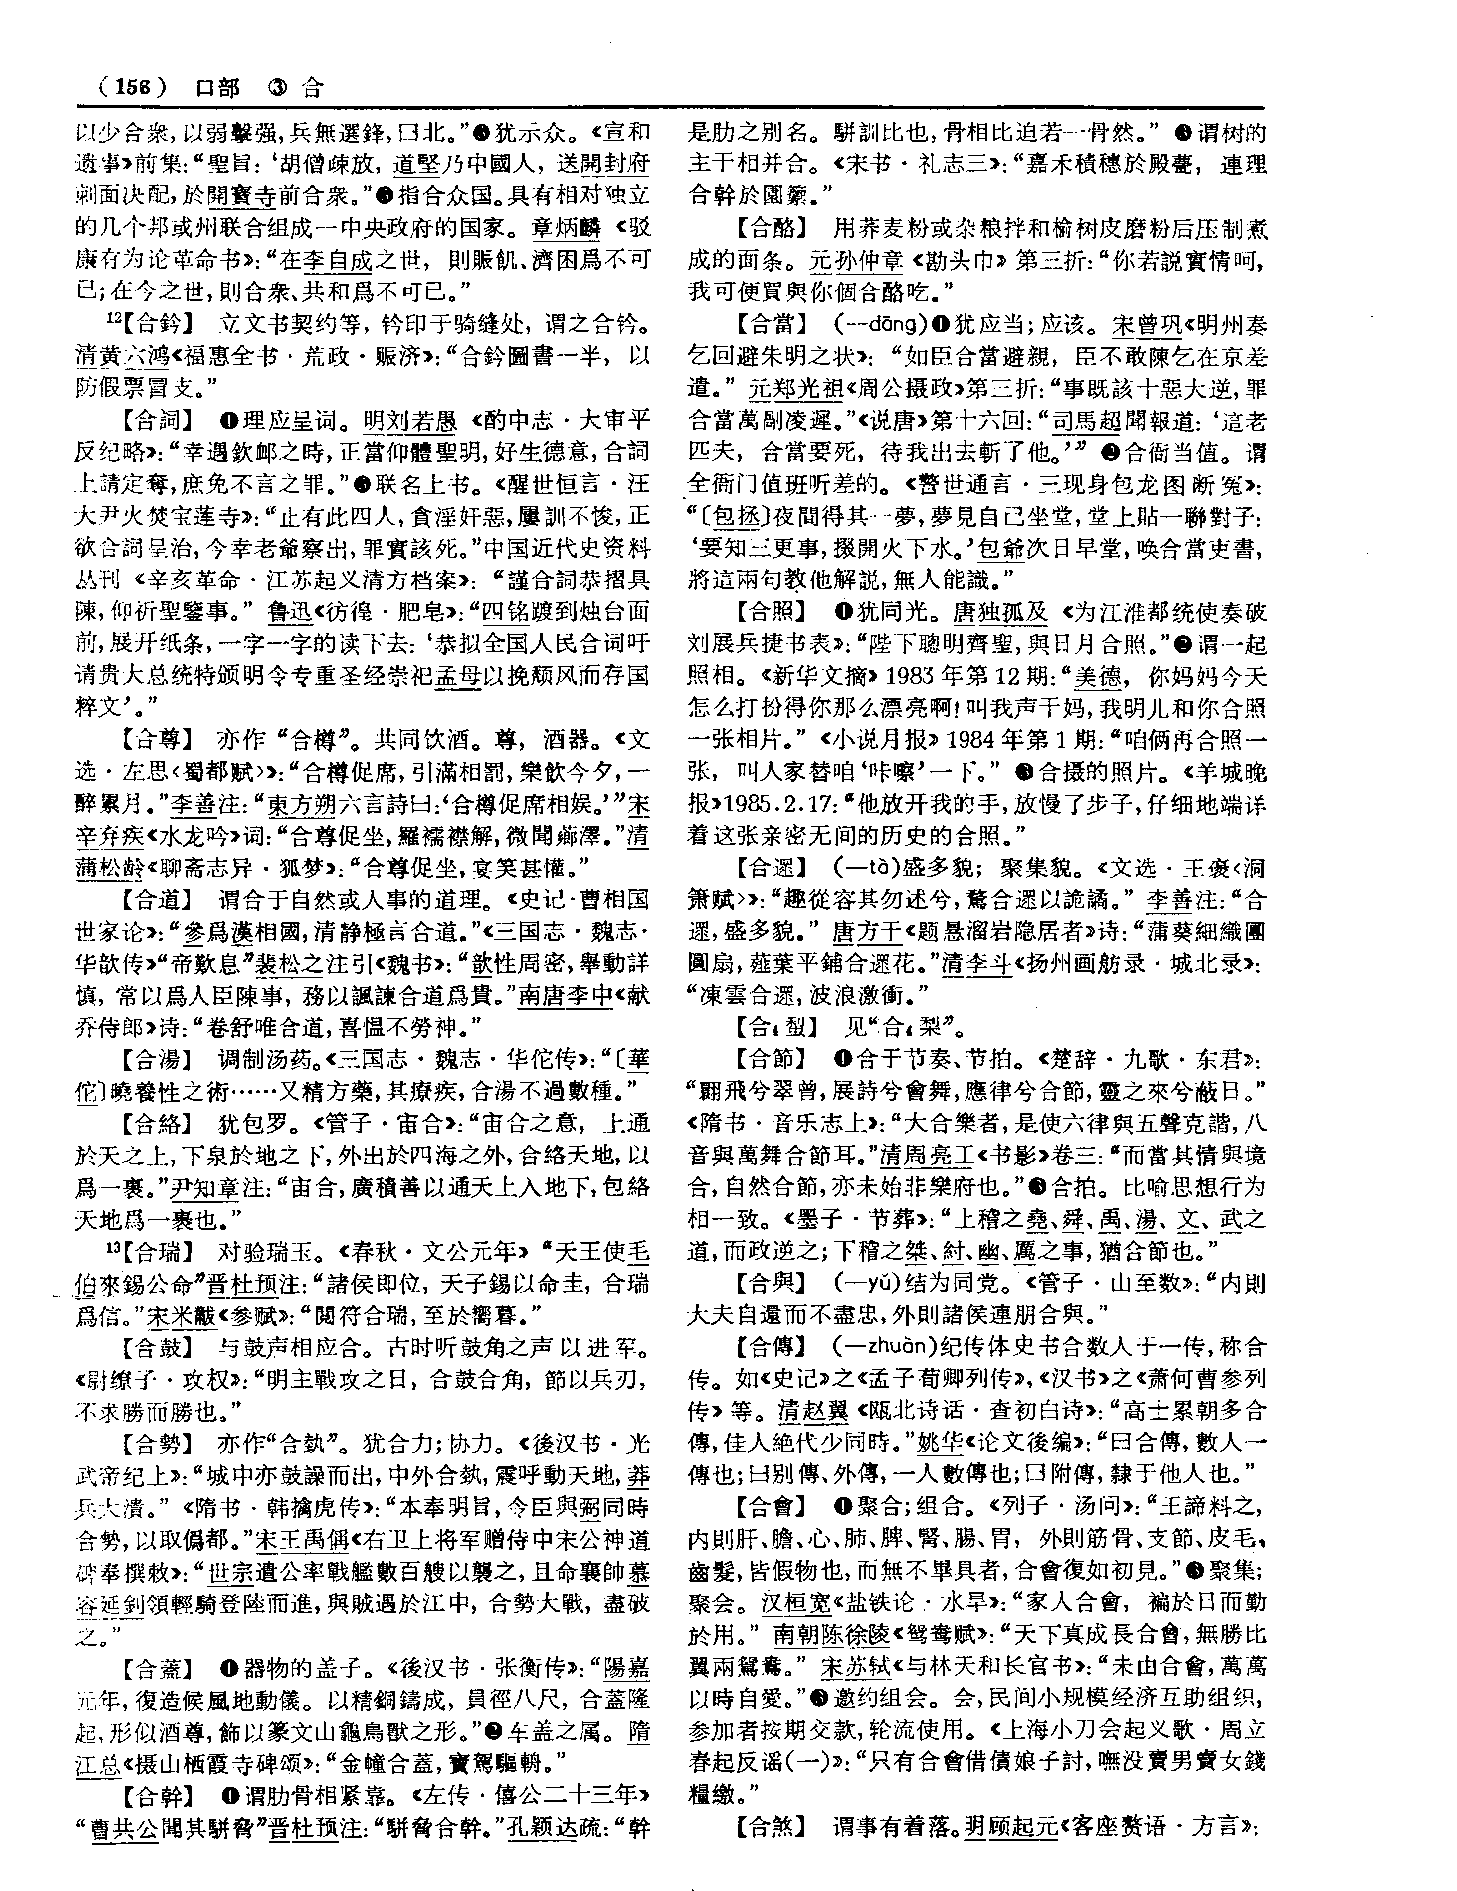 （156） 口部 ③ 合
以少合衆，以弱擊强，兵無選鋒，曰北。”❷犹示众。《宣和
遗事》前集：“聖旨：‘胡僧疎放，道堅乃中國人，送開封府
刺面决配，於開寳寺前合衆。”❸指合众国。具有相对独立
的几个邦或州联合组成一中央政府的国家。章炳麟《驳
康有为论革命书》：“在李自成之世，則賑飢、濟困爲不可
已；在今之世，則合衆、共和爲不可已。”
¹²【合鈐】 立文书契约等，钤印于骑缝处，谓之合钤。
清黄六鸿《福惠全书·荒政·赈济》：“合鈐圖書一半，以
防假票冒支。”
【合詞】 ❶理应呈词。明刘若愚《酌中志·大审平
反纪略》：“幸遇欽卹之時，正當仰體聖明，好生德意，合詞
上請定奪，庶免不言之罪。”❷联名上书。《醒世恒言·汪
大尹火焚宝莲寺》：“止有此四人，貪淫奸惡，屢訓不悛，正
欲合詞呈治，今幸老爺察出，罪實該死。”中国近代史资料
丛刊《辛亥革命·江苏起义清方档案》：“謹合詞恭摺具
陳，仰祈聖鑒事。”鲁迅《彷徨·肥皂》：“四铭踱到烛台面
前，展开纸条，一字一字的读下去：‘恭拟全国人民合词吁
请贵大总统特颁明令专重圣经崇祀孟母以挽颓风而存国
粹文’。”
【合尊】 亦作“合樽”。共同饮酒。尊，酒器。《文
选·左思〈蜀都赋〉》：“合樽促席，引滿相罰，樂飲今夕，一
醉累月。”李善注：“東方朔六言詩曰：‘合樽促席相娱。’”宋
辛弃疾《水龙吟》词：“合尊促坐，羅襦襟解，微聞薌澤。”清
蒲松龄《聊斋志异·狐梦》：“合尊促坐，宴笑甚懽。”
【合道】 谓合于自然或人事的道理。《史记·曹相国
世家论》：“參爲漢相國，清静極言合道。”《三国志·魏志·
华歆传》“帝歎息”裴松之注引《魏书》：“歆性周密，舉動詳
慎，常以爲人臣陳事，務以諷諫合道爲貴。”南唐李中《献
乔侍郎》诗：“卷舒唯合道，喜愠不勞神。”
【合湯】 调制汤药。《三国志·魏志·华佗传》：“〔華
佗〕曉養性之術……又精方藥，其療疾，合湯不過數種。”
【合絡】 犹包罗。《管子·宙合》：“宙合之意，上通
於天之上，下泉於地之下，外出於四海之外，合絡天地，以
爲一裹。”尹知章注：“宙合，廣積善以通天上入地下，包絡
天地爲一裹也。”
¹³【合瑞】 对验瑞玉。《春秋·文公元年》“天王使毛
伯來錫公命”晋杜预注：“諸侯即位，天子錫以命圭，合瑞
爲信。”宋米黻《参赋》：“閲符合瑞，至於嚮暮。”
【合鼓】 与鼓声相应合。古时听鼓角之声以进军。
《尉缭子·攻权》：“明主戰攻之日，合鼓合角，節以兵刃，
不求勝而勝也。”
【合勢】 亦作“合埶”。犹合力；协力。《後汉书·光
武帝纪上》：“城中亦鼓譟而出，中外合埶，震呼動天地，莽
兵大潰。”《隋书·韩擒虎传》：“本奉明旨，令臣與弼同時
合勢，以取僞都。”宋王禹偁《右卫上将军赠侍中宋公神道
碑奉撰敕》：“世宗遣公率戰艦數百艘以襲之，且命襄帥慕
容延釗領輕騎登陸而進，與賊遇於江中，合勢大戰，盡破
之。”
【合蓋】 ❶器物的盖子。《後汉书·张衡传》：“陽嘉
元年，復造候風地動儀。以精銅鑄成，員徑八尺，合蓋隆
起，形似酒尊，飾以篆文山龜鳥獸之形。”❷车盖之属。隋
江总《摄山栖霞寺碑颂》：“金幢合蓋，寶駕驅輧。”
【合幹】 ❶谓肋骨相紧靠。《左传·僖公二十三年》
“曹共公聞其駢脅”晋杜预注：“駢脅合幹。”孔颖达疏：“幹
是肋之别名。駢訓比也，骨相比迫若一骨然。”❷谓树的
主干相并合。《宋书·礼志三》：“嘉禾積穗於殿甍，連理
合幹於園籞。”
【合酪】 用荞麦粉或杂粮拌和榆树皮磨粉后压制煮
成的面条。元孙仲章《勘头巾》第三折：“你若説實情呵，
我可便買與你個合酪吃。”
【合當】 （—dāng）❶犹应当；应该。宋曾巩《明州奏
乞回避朱明之状》：“如臣合當避親，臣不敢陳乞在京差
遣。”元郑光祖《周公摄政》第三折：“事既該十惡大逆，罪
合當萬剮凌遲。”《说唐》第十六回：“司馬超聞報道：‘這老
匹夫，合當要死，待我出去斬了他。’”❷合衙当值。谓
全衙门值班听差的。《警世通言·三现身包龙图断冤》：
“〔包拯〕夜間得其一夢，夢見自己坐堂，堂上貼一聯對子：
‘要知三更事，掇開火下水。’包爺次日早堂，唤合當吏書，
將這兩句教他解説，無人能識。”
【合照】 ❶犹同光。唐独孤及《为江淮都统使奏破
刘展兵捷书表》：“陛下聰明齊聖，與日月合照。”❷谓一起
照相。《新华文摘》1983年第12期：“美德，你妈妈今天
怎么打扮得你那么漂亮啊！叫我声干妈，我明儿和你合照
一张相片。”《小说月报》1984年第1期：“咱俩再合照一
张，叫人家替咱‘咔嚓’一下。”❸合摄的照片。《羊城晚
报》1985.2.17：“他放开我的手，放慢了步子，仔细地端详
着这张亲密无间的历史的合照。”
【合遝】 （—tà）盛多貌；聚集貌。《文选·王褒〈洞
箫赋〉》：“趣從容其勿述兮，騖合遝以詭譎。”李善注：“合
遝，盛多貌。”唐方干《题悬溜岩隐居者》诗：“蒲葵細織團
圓扇，薤葉平鋪合遝花。”清李斗《扬州画舫录·城北录》：
“凍雲合遝，波浪激衝。”
【合₄𣘗】 见“合₄梨”。
【合節】 ❶合于节奏、节拍。《楚辞·九歌·东君》：
“翾飛兮翠曾，展詩兮會舞，應律兮合節，靈之來兮蔽日。”
《隋书·音乐志上》：“大合樂者，是使六律與五聲克諧，八
音與萬舞合節耳。”清周亮工《书影》卷三：“而當其情與境
合，自然合節，亦未始非樂府也。”❷合拍。比喻思想行为
相一致。《墨子·节葬》：“上稽之堯、舜、禹、湯、文、武之
道，而政逆之；下稽之桀、紂、幽、厲之事，猶合節也。”
【合與】 （—yǔ）结为同党。《管子·山至数》：“内則
大夫自還而不盡忠，外則諸侯連朋合與。”
【合傳】 （—zhuàn）纪传体史书合数人于一传，称合
传。如《史记》之《孟子荀卿列传》，《汉书》之《萧何曹参列
传》等。清赵翼《瓯北诗话·查初白诗》：“高士累朝多合
傳，佳人絶代少同時。”姚华《论文後编》：“曰合傳，數人一
傳也；曰别傳、外傳，一人數傳也；曰附傳，隸于他人也。”
【合會】 ❶聚合；组合。《列子·汤问》：“王諦料之，
内則肝、膽、心、肺、脾、腎、腸、胃，外則筋骨、支節、皮毛、
齒髮，皆假物也，而無不畢具者，合會復如初見。”❷聚集；
聚会。汉桓宽《盐铁论·水旱》：“家人合會，褊於日而勤
於用。”南朝陈徐陵《鸳鸯赋》：“天下真成長合會，無勝比
翼兩鴛鴦。”宋苏轼《与林天和长官书》：“未由合會，萬萬
以時自愛。”❸邀约组会。会，民间小规模经济互助组织，
参加者按期交款，轮流使用。《上海小刀会起义歌·周立
春起反谣（一）》：“只有合會借債娘子討，嘸没賣男賣女錢
糧繳。”
【合煞】 谓事有着落。明顾起元《客座赘语·方言》：